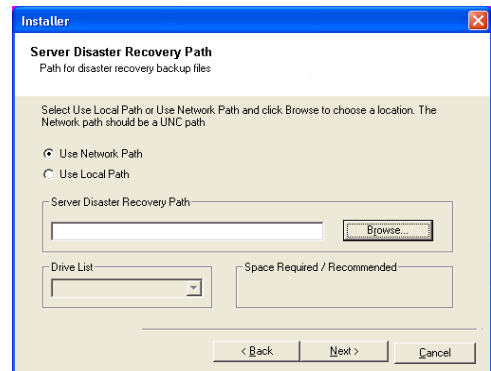 Installer
Server Disaster Recovery Path
Path for disaster recovery backup files
Select Use Local Path or Use Network Path and click Browse to choose a location. The
Network path should be a UNC path
Use Network Path
Use Local Path
Server Disaster Recovery Path
Browse...
Drive List
Space Required / Recommended
< Back
Next >
Cancel